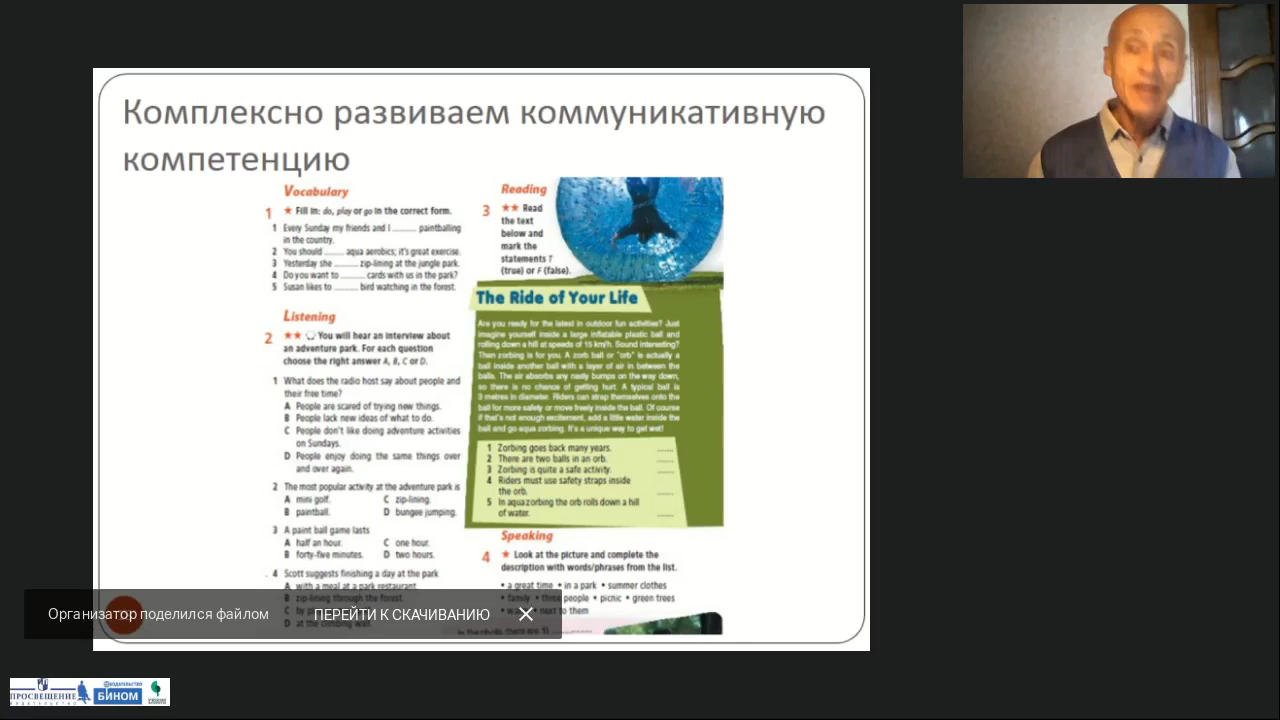 Комплексно развиваем коммуникативную
компетенцию
Vocabulary
1 ★ Fill in: do, play or go in the correct form.
1 Every Sunday my friends and I .......... paintballing
in the country.
2 You should ........ aqua aerobics; it's great exercise.
3 Yesterday she .......... zip-lining at the jungle park.
4 Do you want to .......... cards with us in the park?
5 Susan likes to .......... bird watching in the forest.
Listening
2 ★★ You will hear an interview about
an adventure park. For each question
choose the right answer A, B, C or D.
1 What does the radio host say about people and
their free time?
A People are scared of trying new things.
B People lack new ideas of what to do.
C People don't like doing adventure activities
on Sundays.
D People enjoy doing the same things over
and over again.
2 The most popular activity at the adventure park is
A mini golf. C zip-lining.
B paintball. D bungee jumping.
3 A paint ball game lasts
A half an hour. C one hour.
B forty-five minutes. D two hours.
4 Scott suggests finishing a day at the park
A with a meal at a park restaurant.
B zip-lining through the forest.
C by
D at the climbing wall.
Reading
3 ★★ Read
the text
below and
mark the
statements T
(true) or F (false).
The Ride of Your Life
Are you ready for the latest in outdoor fun activities? Just
imagine yourself inside a large inflatable plastic ball and
rolling down a hill at speeds of 15 km/h. Sound interesting?
Then zorbing is for you. A zorb ball or "orb" is actually a
ball inside another ball with a layer of air in between the
balls. The air absorbs any nasty bumps on the way down,
so there is no chance of getting hurt. A typical ball is
3 metres in diameter. Riders can strap themselves onto the
ball for more safety or move freely inside the ball. Of course
if that's not enough excitement, add a little water inside the
ball and go aqua zorbing. It's a unique way to get wet!
1 Zorbing goes back many years. ......
2 There are two balls in an orb. ......
3 Zorbing is quite a safe activity. ......
4 Riders must use safety straps inside
the orb. ......
5 In aqua zorbing the orb rolls down a hill
of water. ......
Speaking
4 ★ Look at the picture and complete the
description with words/phrases from the list.
• a great time • in a park • summer clothes
• family • three people • picnic • green trees
• next to them
In the photo, there are 1)
Организатор поделился файлом ПЕРЕЙТИ К СКАЧИВАНИЮ
ПРОСВЕЩЕНИЕ
ИЗДАТЕЛЬСТВО
ИЗДАТЕЛЬСТВО
БИНОМ